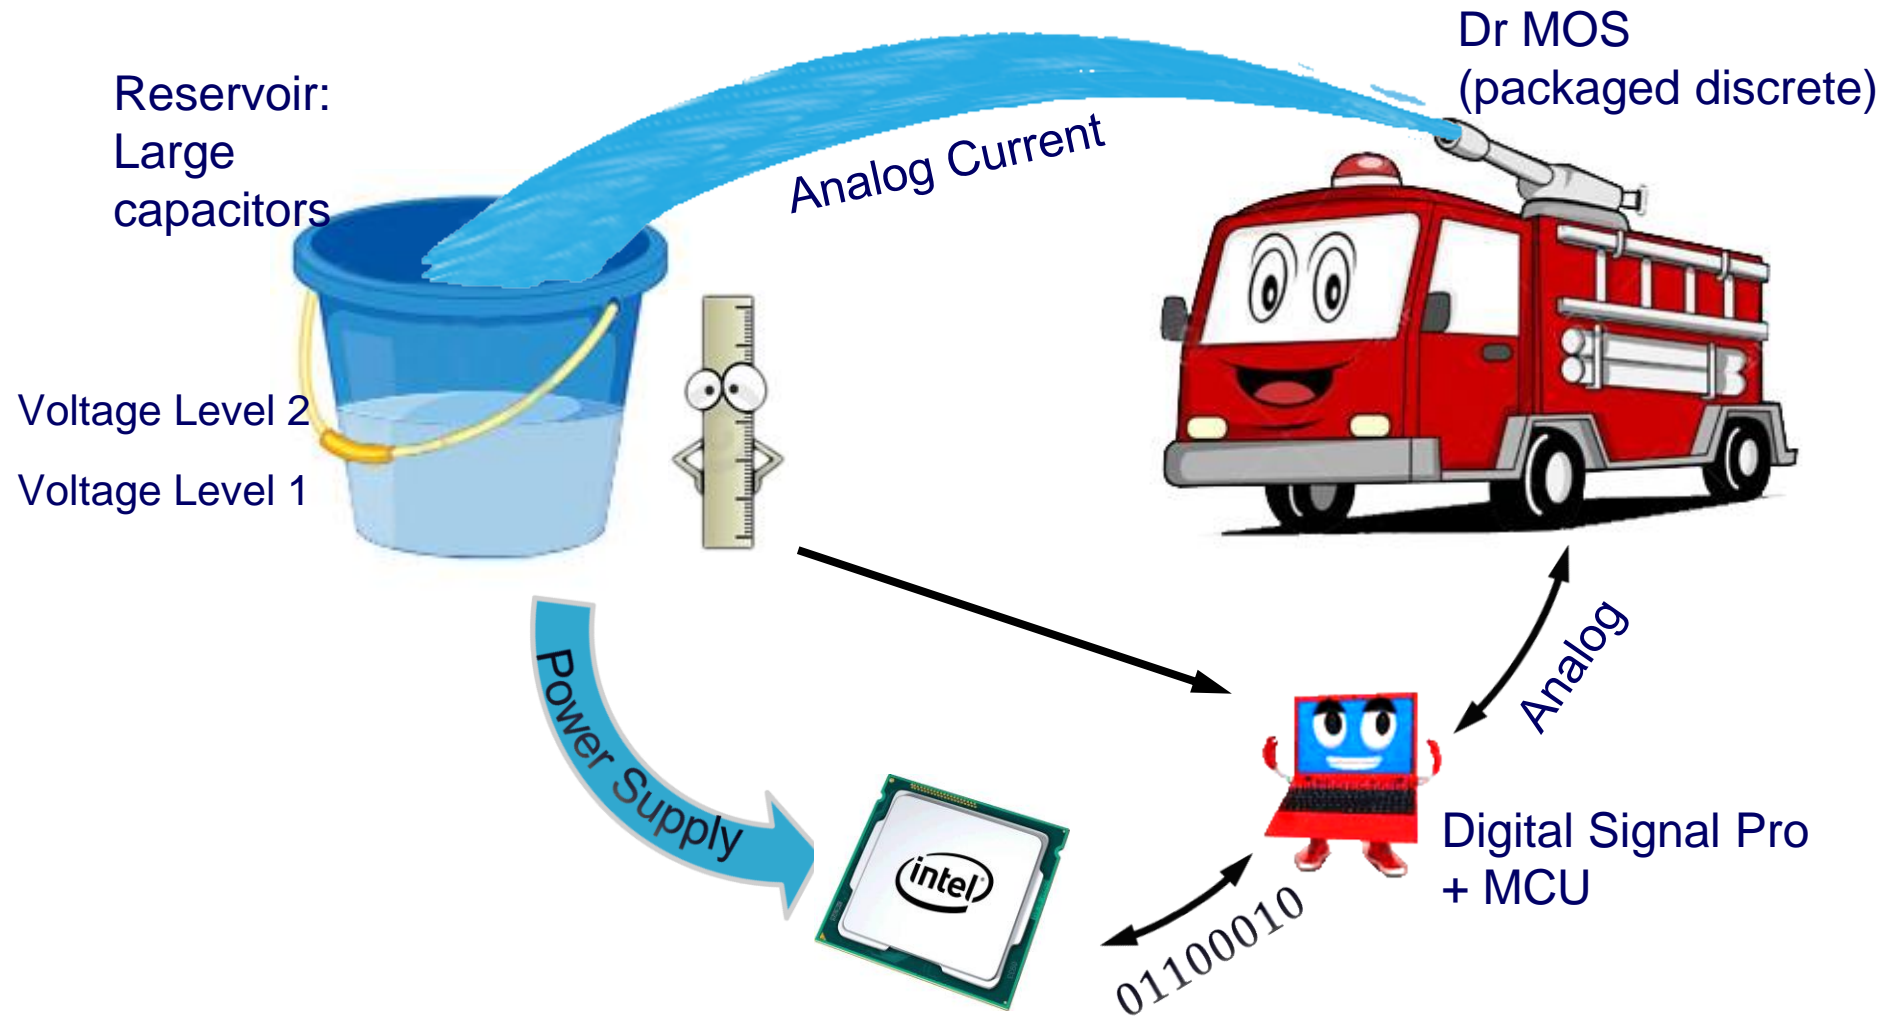 Dr MOS
(packaged discrete)
Reservoir:
Large
capacitors
Analog Current
Voltage Level 2
Voltage Level 1
Analog
Power Supply
intel
Digital Signal Pro
+ MCU
01100010